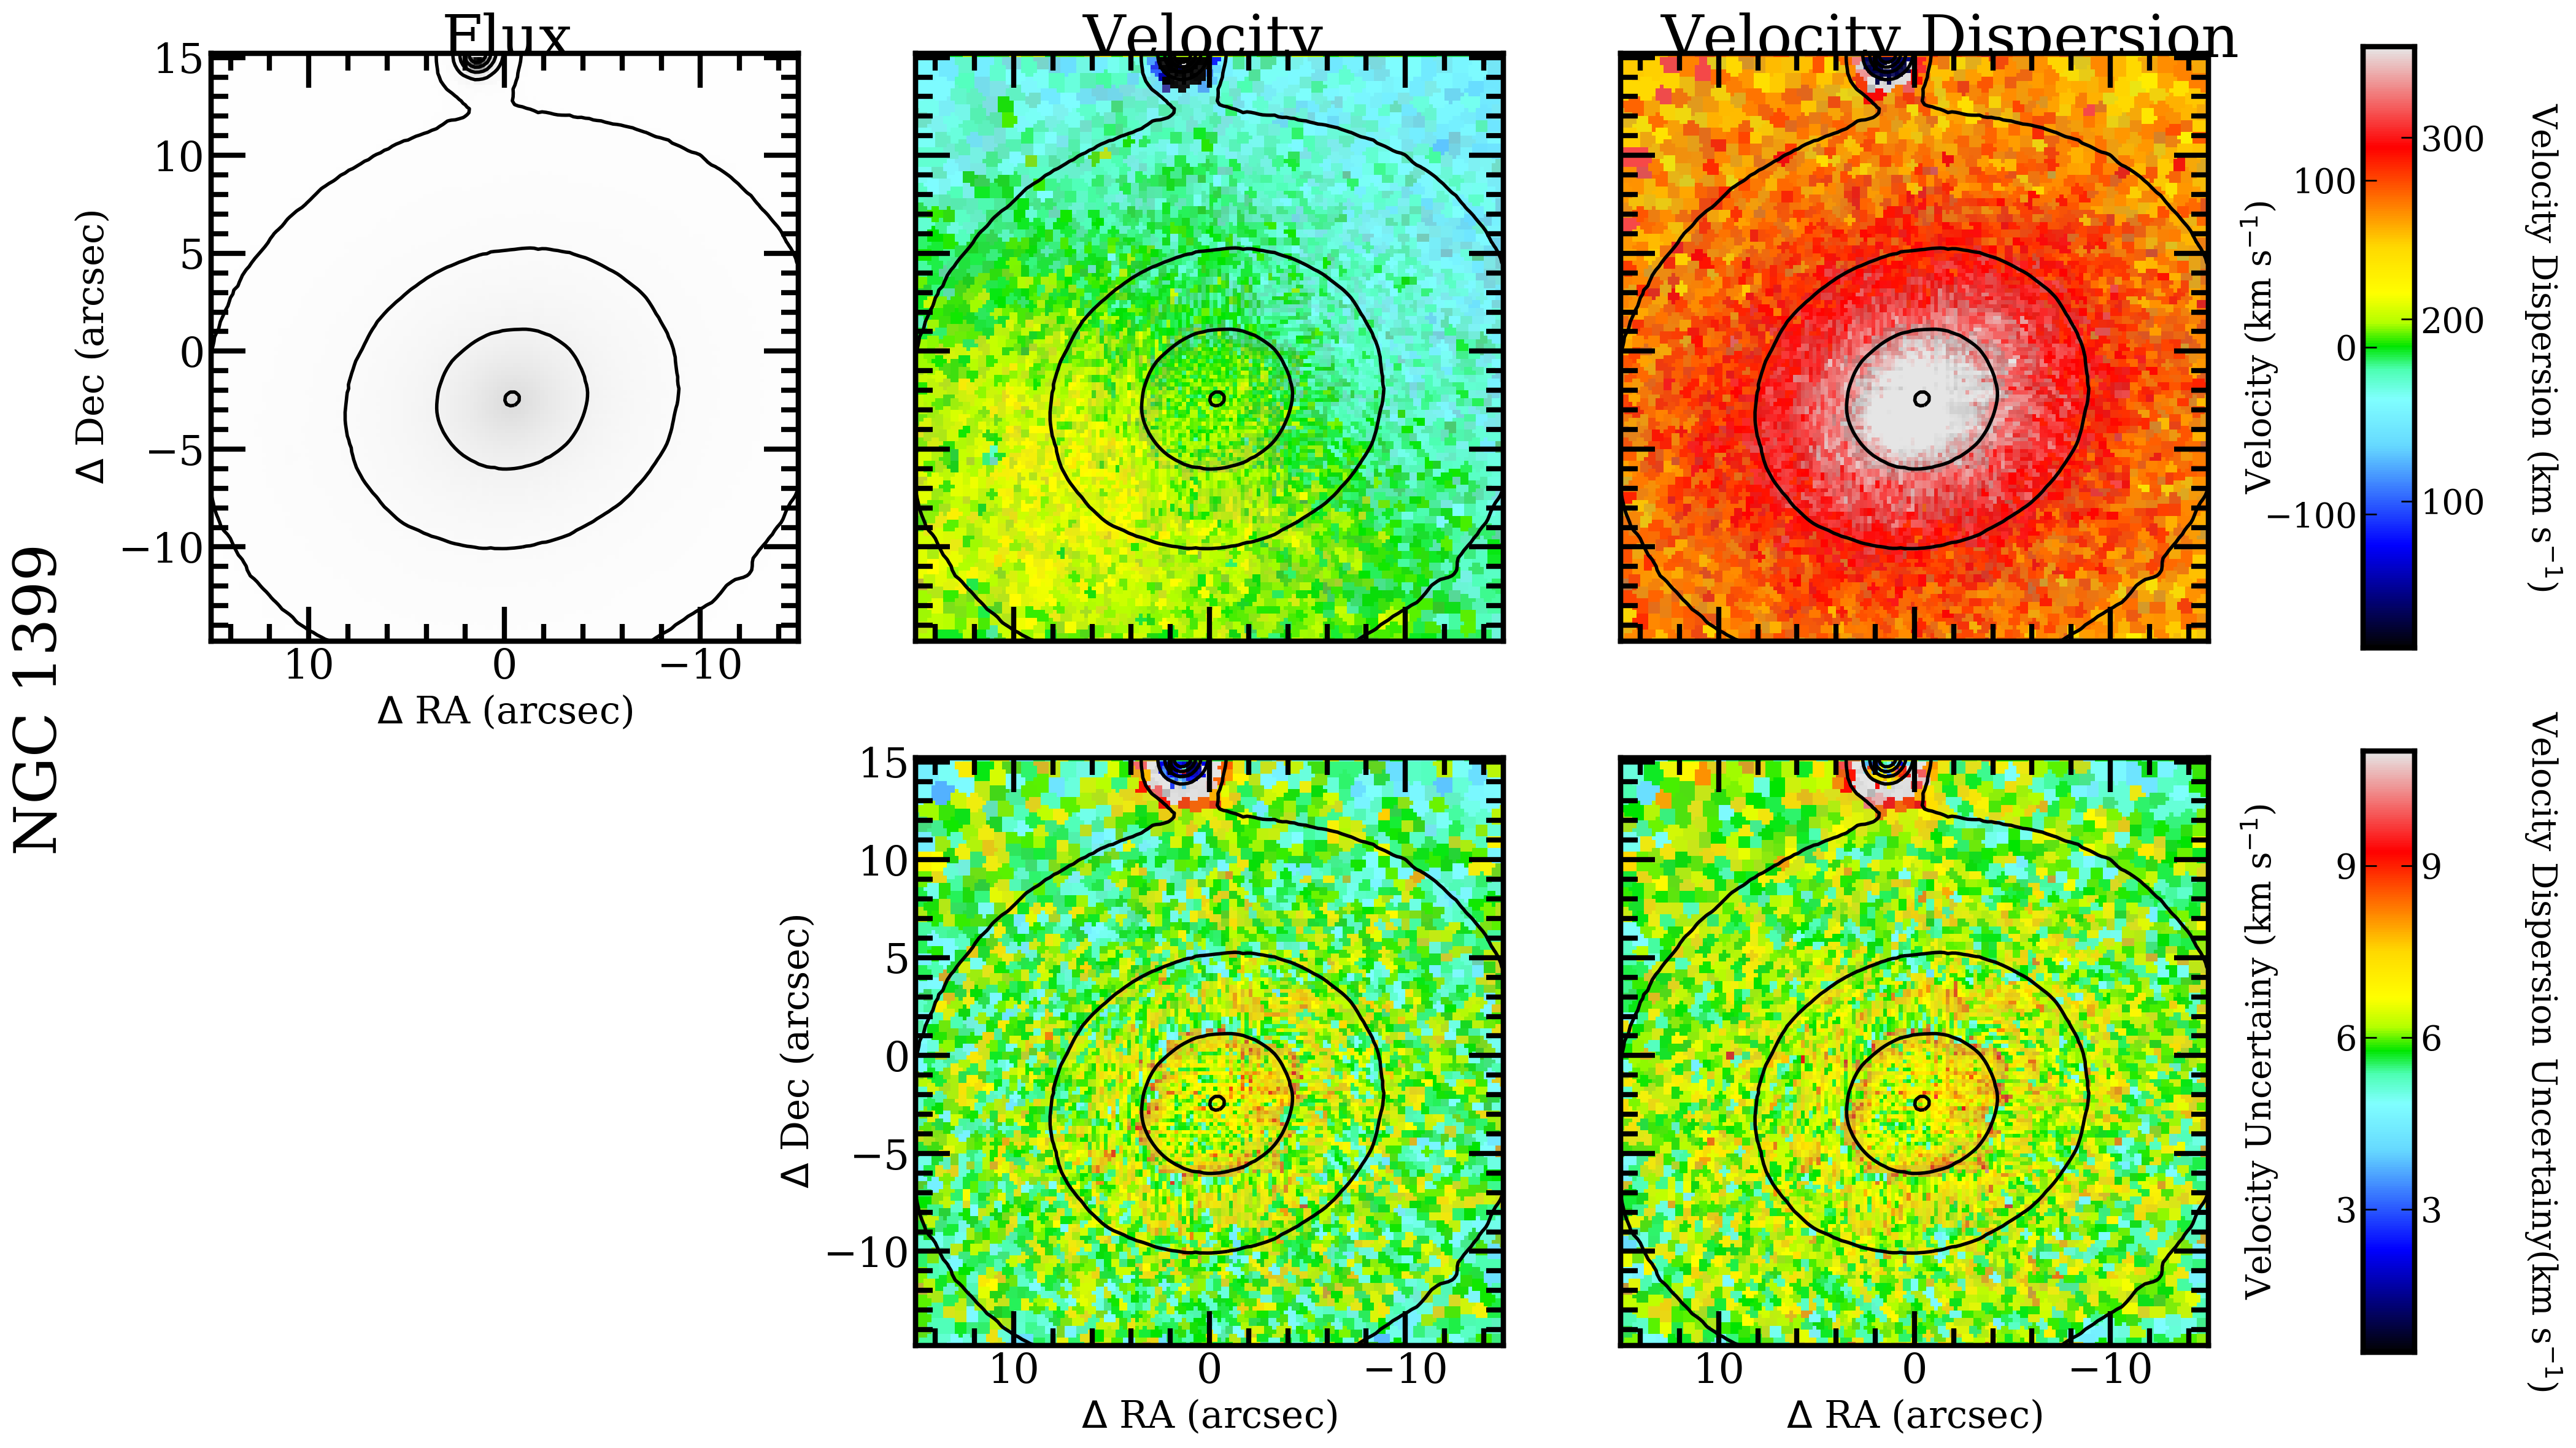 Flux
Velocity
Velocity Dispersion
NGC 1399
15
10
5
0
−5
−10
Δ Dec (arcsec)
10 0 −10
Δ RA (arcsec)
100
0
−100
Velocity (km s⁻¹)
300
200
100
Velocity Dispersion (km s⁻¹)
15
10
5
0
−5
−10
Δ Dec (arcsec)
10 0 −10
Δ RA (arcsec)
10 0 −10
Δ RA (arcsec)
9
6
3
Velocity Uncertainy (km s⁻¹)
9
6
3
Velocity Dispersion Uncertainy(km s⁻¹)